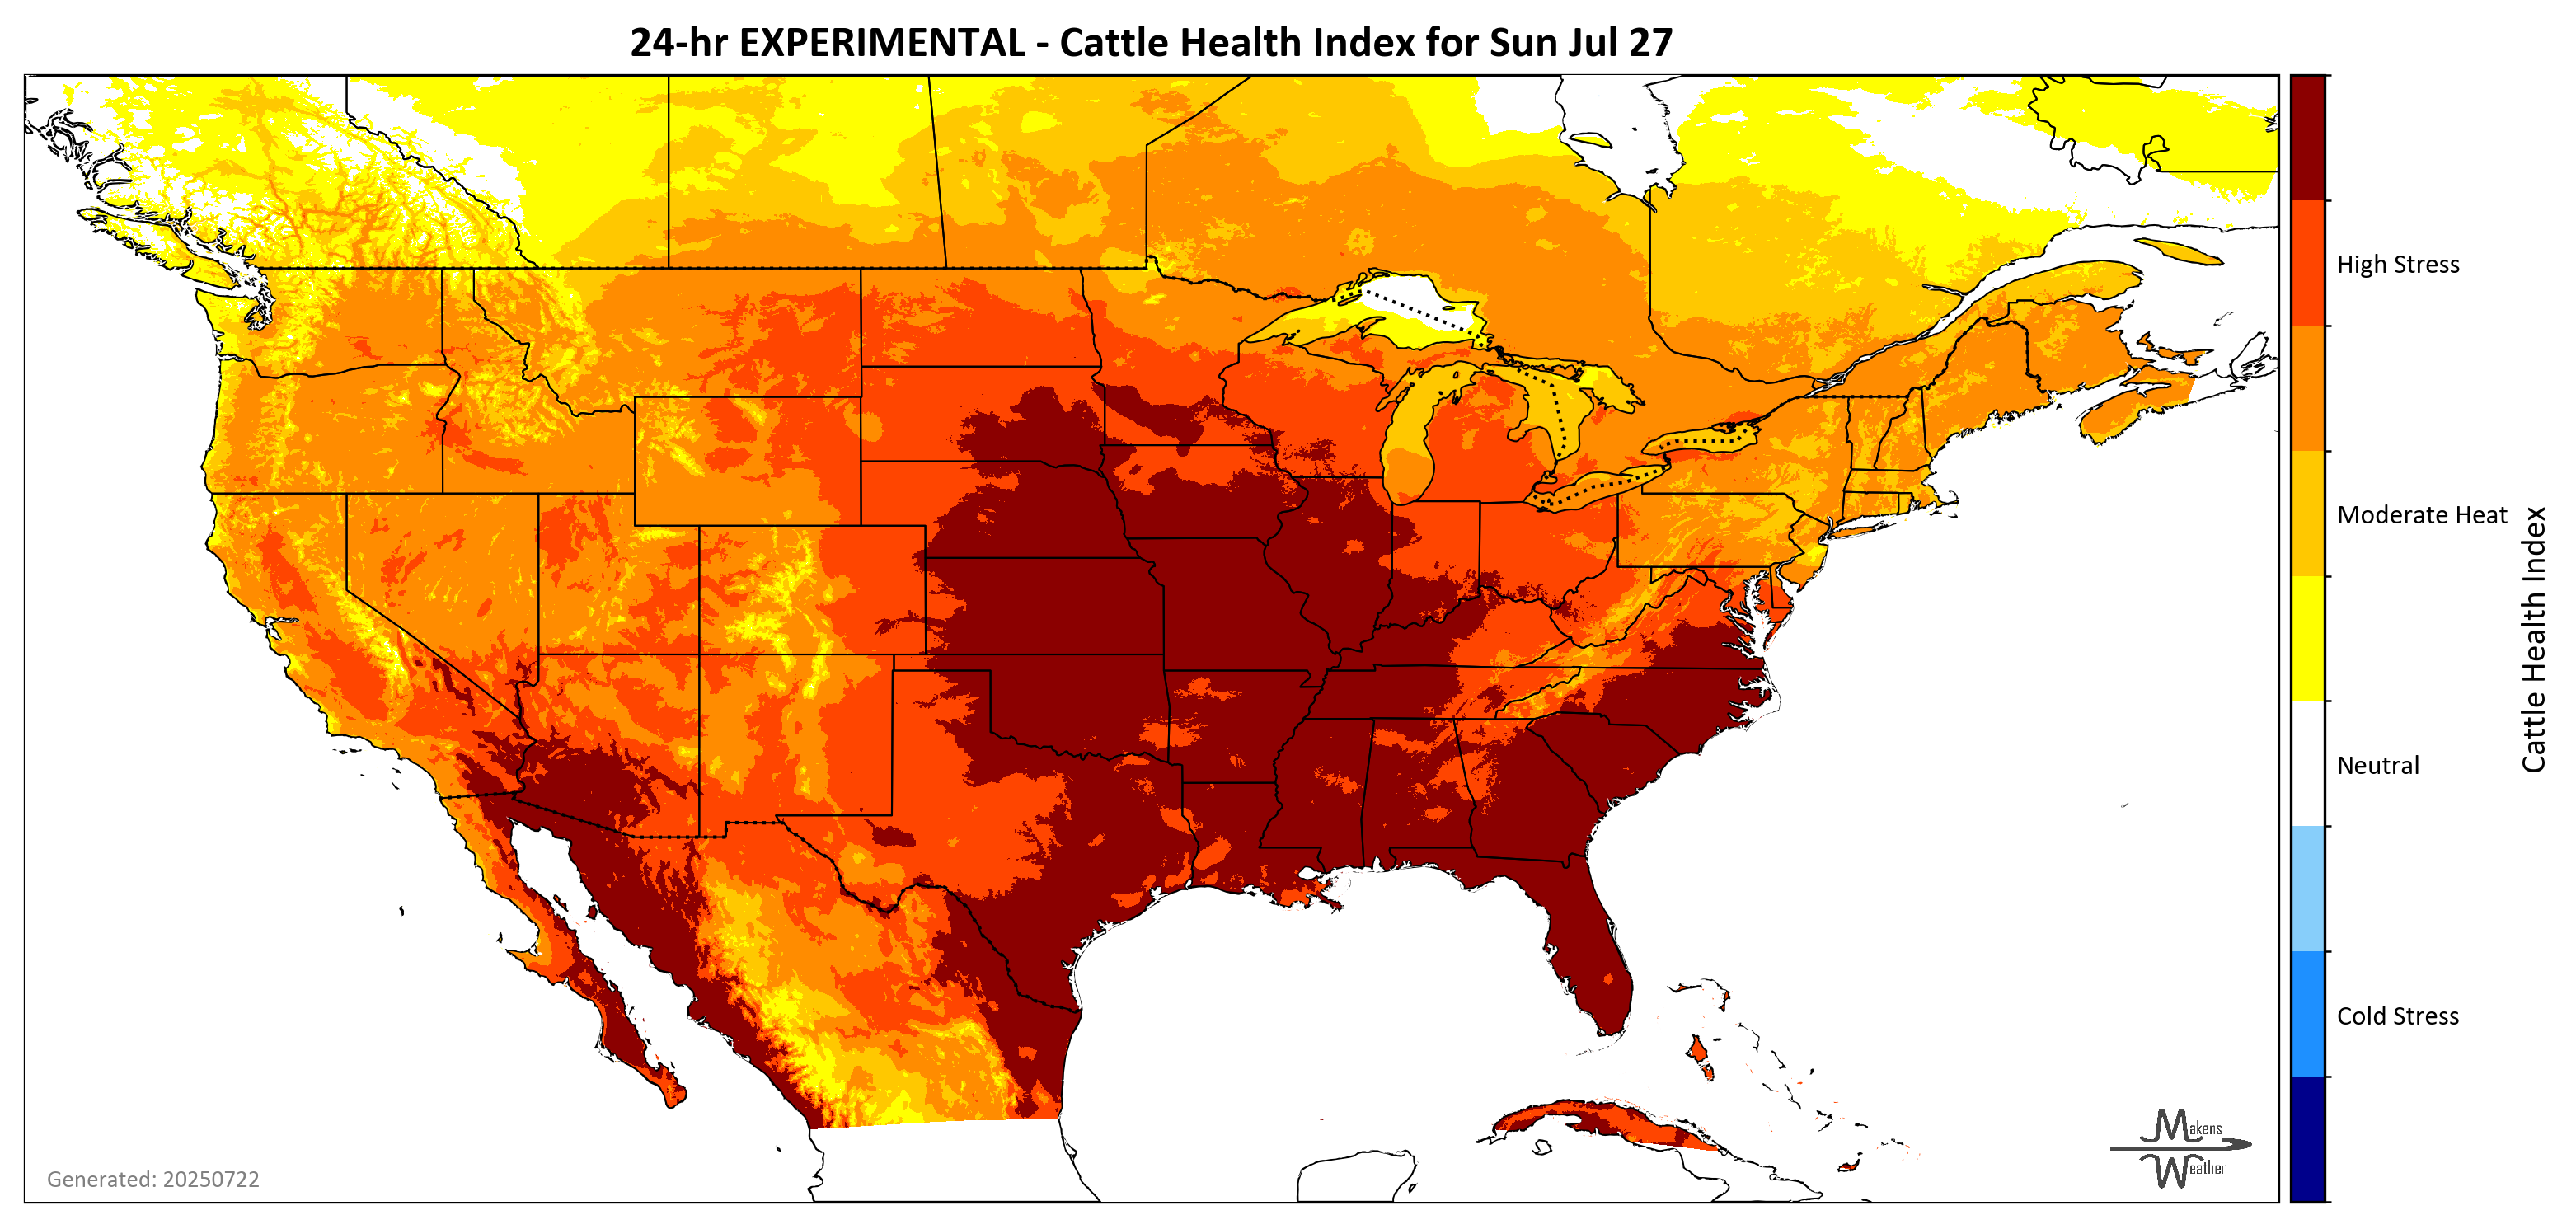 24-hr EXPERIMENTAL - Cattle Health Index for Sun Jul 27
High Stress
Moderate Heat
Neutral
Cold Stress
Cattle Health Index
Makens
Weather
Generated: 20250722